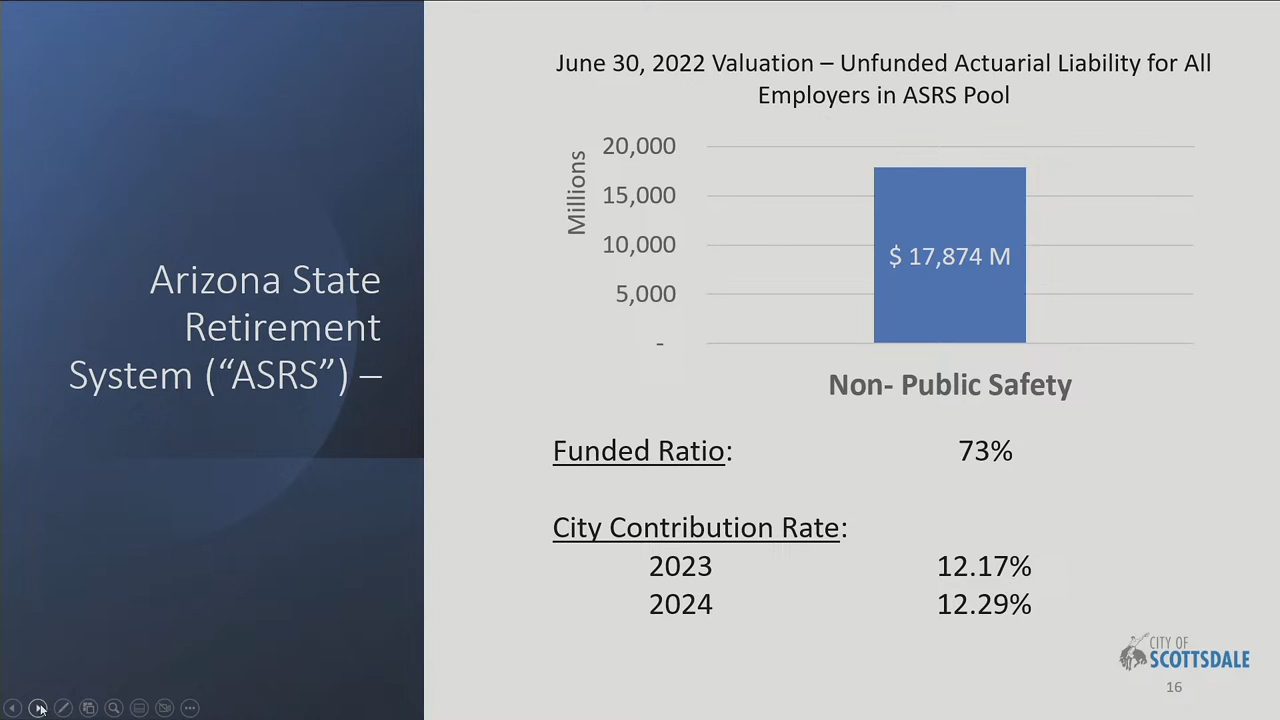 Arizona State
Retirement
System (“ASRS”) –
June 30, 2022 Valuation – Unfunded Actuarial Liability for All
Employers in ASRS Pool
Millions
20,000
15,000
10,000
5,000
-
$ 17,874 M
Non- Public Safety
Funded Ratio: 73%
City Contribution Rate:
2023 12.17%
2024 12.29%
CITY OF
SCOTTSDALE
16